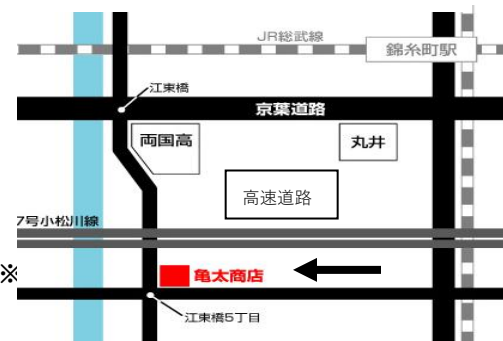 JR総武線
錦糸町駅
江東橋
京葉道路
両国高
丸井
高速道路
7号小松川線
※
亀太商店
江東橋5丁目